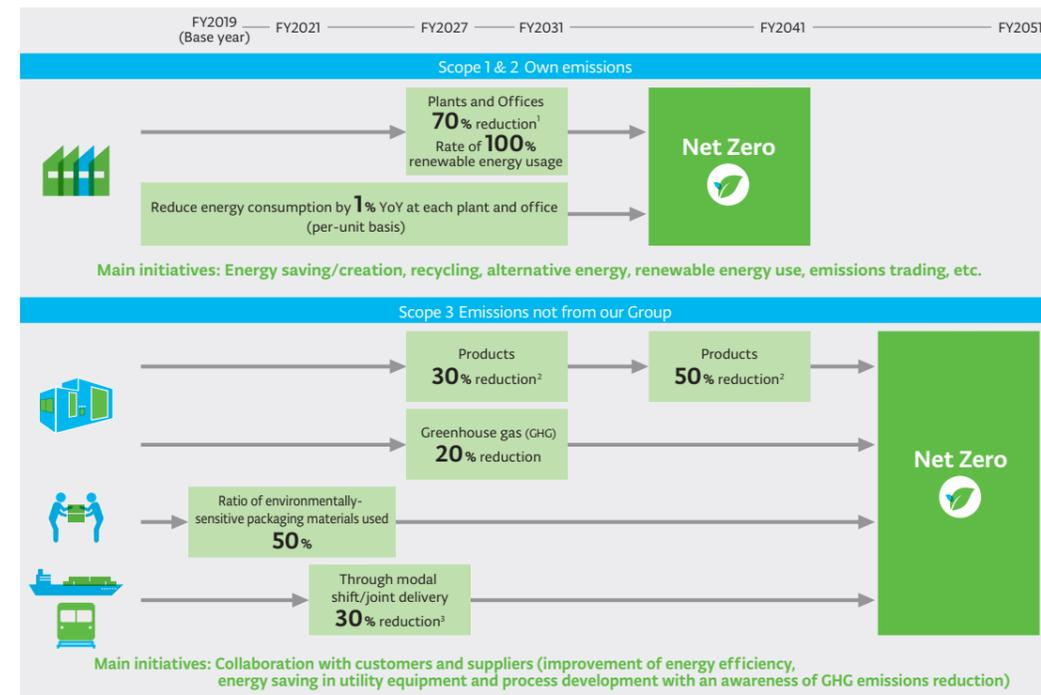 FY2019 FY2021 FY2027 FY2031 FY2041 FY2051
(Base year)
Scope 1 & 2 Own emissions
Plants and Offices
70% reduction¹
Rate of 100%
renewable energy usage
Net Zero
Reduce energy consumption by 1% YoY at each plant and office
(per-unit basis)
Main initiatives: Energy saving/creation, recycling, alternative energy, renewable energy use, emissions trading, etc.
Scope 3 Emissions not from our Group
Products
30% reduction²
Products
50% reduction²
Greenhouse gas (GHG)
20% reduction
Net Zero
Ratio of environmentally-
sensitive packaging materials used
50%
Through modal
shift/joint delivery
30% reduction³
Main initiatives: Collaboration with customers and suppliers (improvement of energy efficiency,
energy saving in utility equipment and process development with an awareness of GHG emissions reduction)